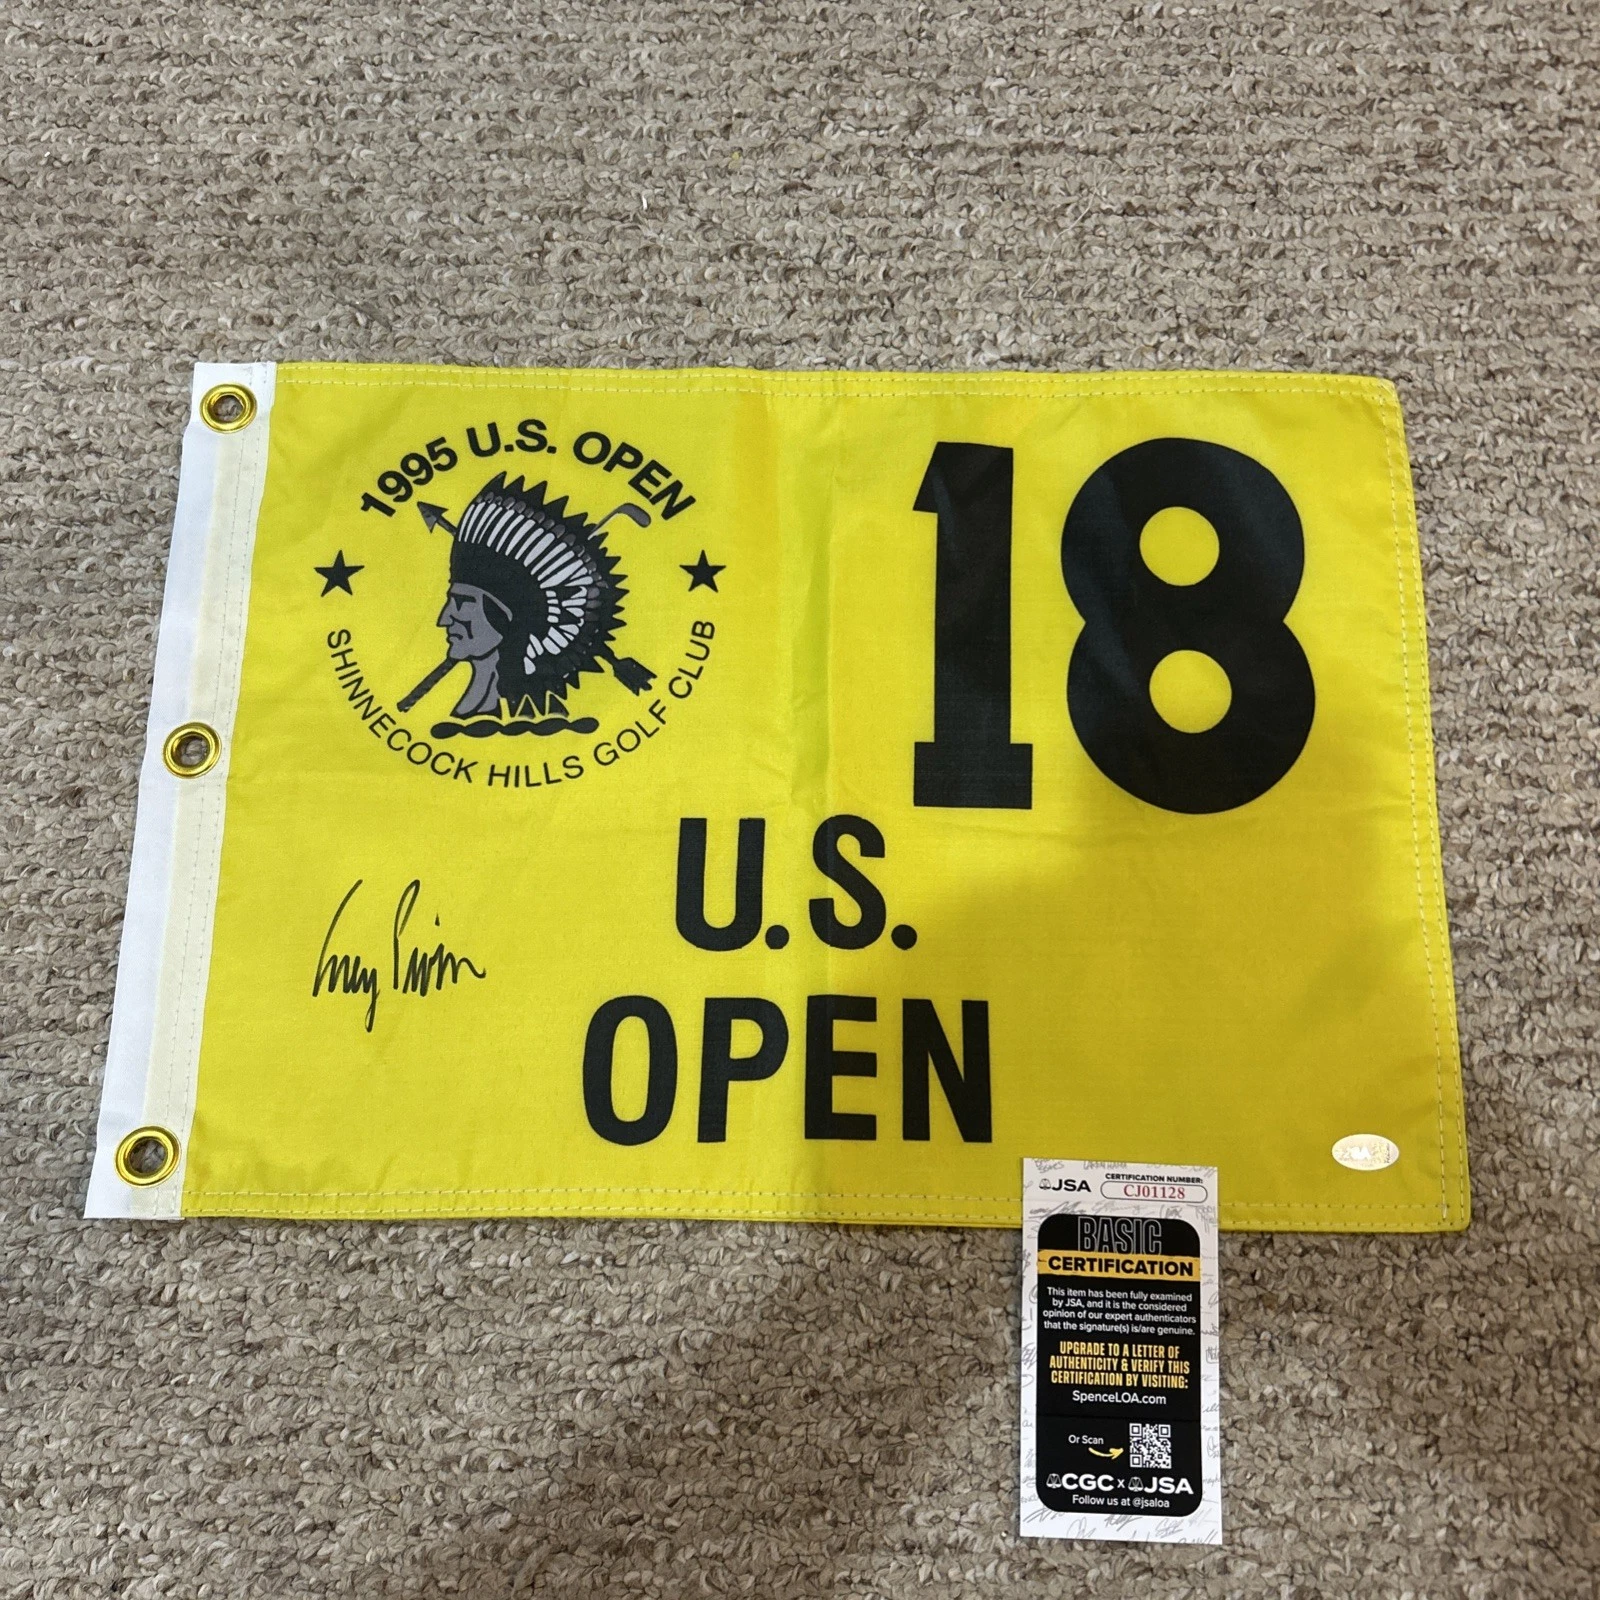 1995 U.S. OPEN
SHINNECOCK HILLS GOLF CLUB
18
U.S.
OPEN
Corey Pavin
JSA
CERTIFICATION NUMBER:
CJ01128
BASIC
CERTIFICATION
This item has been fully examined
by JSA, and it is the considered
opinion of our expert authenticators
that the signature(s) is/are genuine.
UPGRADE TO A LETTER OF
AUTHENTICITY & VERIFY THIS
CERTIFICATION BY VISITING:
SpenceLOA.com
Or Scan
CGC x JSA
Follow us at @jsaloa